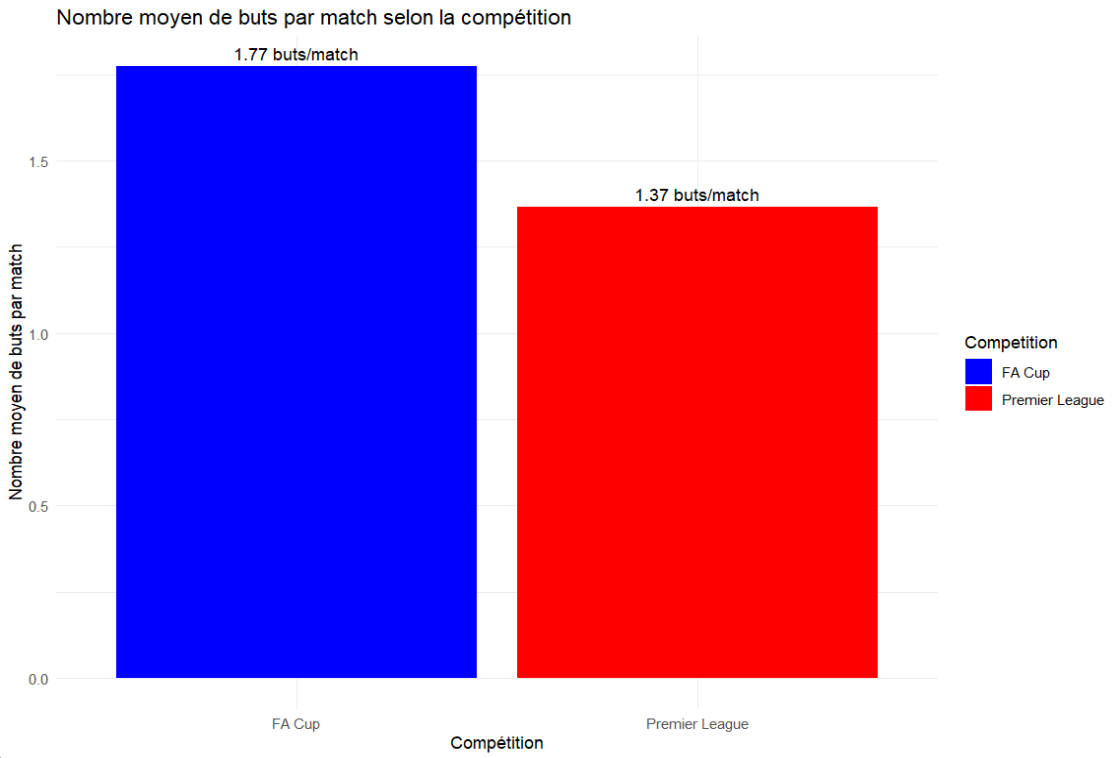 Nombre moyen de buts par match selon la compétition
1.77 buts/match
1.37 buts/match
Nombre moyen de buts par match
1.5
1.0
0.5
0.0
FA Cup
Premier League
Compétition
Competition
FA Cup
Premier League